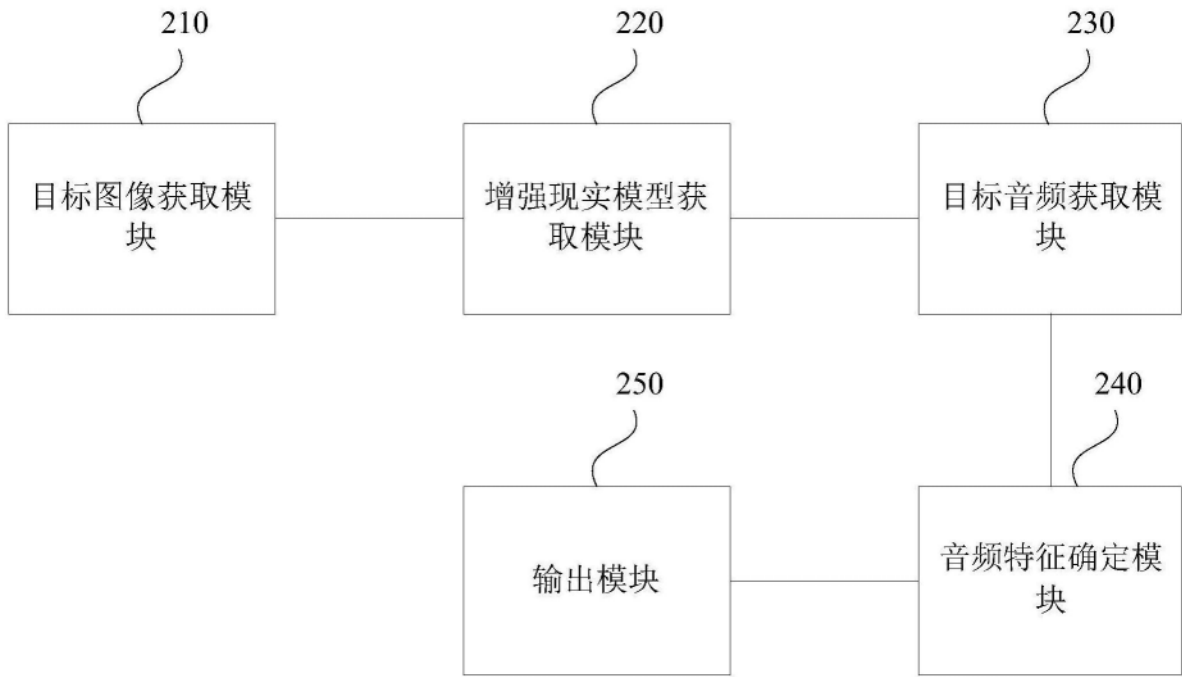 210
220
230
目标图像获取模
块
增强现实模型获
取模块
目标音频获取模
块
250
240
输出模块
音频特征确定模
块